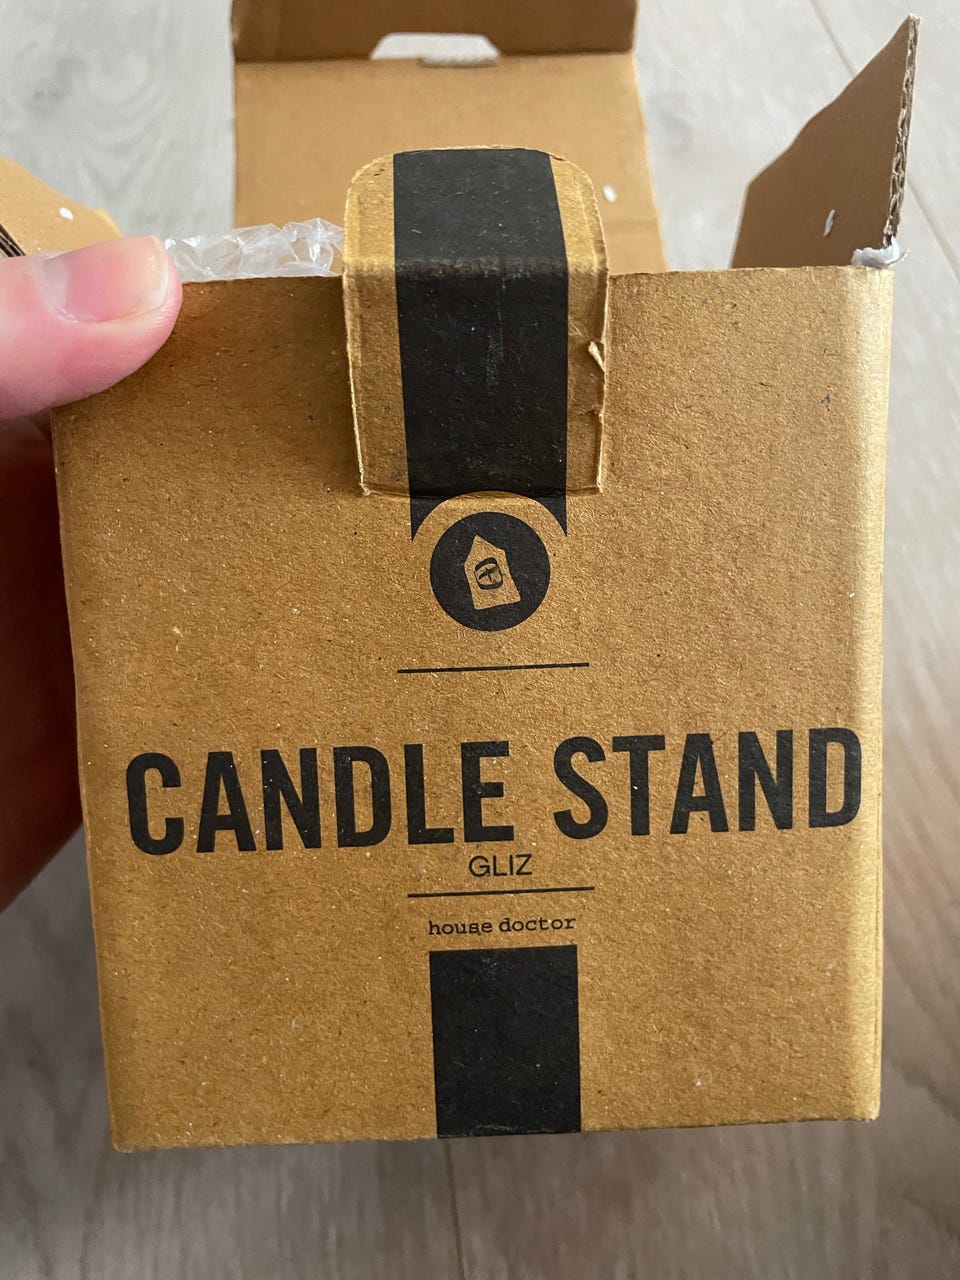 CANDLE STAND
GLIZ
house doctor